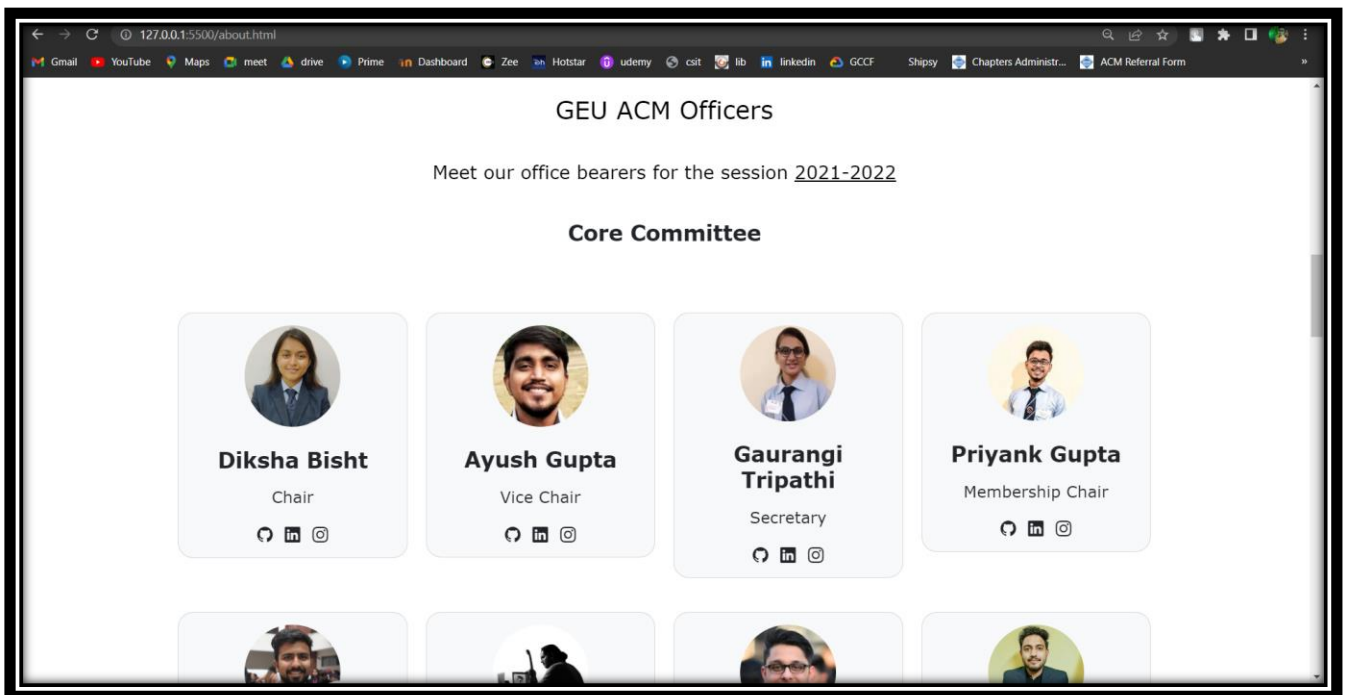 127.0.0.1:5500/about.html
Gmail YouTube Maps meet drive Prime Dashboard Zee Hotstar udemy csit lib linkedin GCCF Shipsy Chapters Administr... ACM Referral Form »
GEU ACM Officers
Meet our office bearers for the session 2021-2022
Core Committee
Diksha Bisht
Chair
Ayush Gupta
Vice Chair
Gaurangi
Tripathi
Secretary
Priyank Gupta
Membership Chair